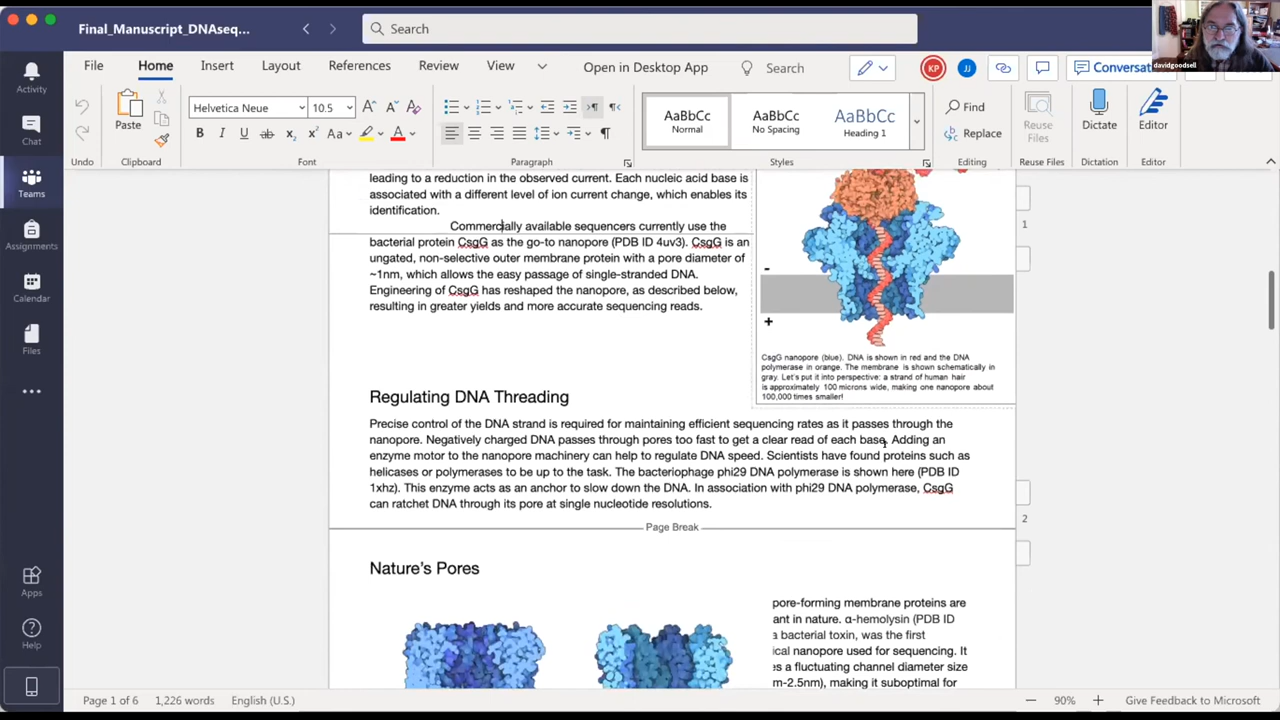 Final_Manuscript_DNAseq...
Search
davidgoodsell
Activity
Chat
Teams
Assignments
Calendar
Files
Apps
Help
File Home Insert Layout References Review View
Open in Desktop App
Search
KP
JJ
Paste
Undo
Clipboard
Helvetica Neue
10.5
B I U ab x₂ x² Aa
Font
Paragraph
AaBbCc
Normal
AaBbCc
No Spacing
AaBbCc
Heading 1
Styles
Find
Replace
Editing
Reuse
Files
Reuse Files
Dictate
Dictation
Editor
Editor
leading to a reduction in the observed current. Each nucleic acid base is
associated with a different level of ion current change, which enables its
identification.
Commercially available sequencers currently use the
bacterial protein CsgG as the go-to nanopore (PDB ID 4uv3). CsgG is an
ungated, non-selective outer membrane protein with a pore diameter of
~1nm, which allows the easy passage of single-stranded DNA.
Engineering of CsgG has reshaped the nanopore, as described below,
resulting in greater yields and more accurate sequencing reads.
-
+
CsgG nanopore (blue). DNA is shown in red and the DNA
polymerase in orange. The membrane is shown schematically in
gray. Let's put it into perspective: a strand of human hair
is approximately 100 microns wide, making one nanopore about
100,000 times smaller!
1
Regulating DNA Threading
Precise control of the DNA strand is required for maintaining efficient sequencing rates as it passes through the
nanopore. Negatively charged DNA passes through pores too fast to get a clear read of each base. Adding an
enzyme motor to the nanopore machinery can help to regulate DNA speed. Scientists have found proteins such as
helicases or polymerases to be up to the task. The bacteriophage phi29 DNA polymerase is shown here (PDB ID
1xhz). This enzyme acts as an anchor to slow down the DNA. In association with phi29 DNA polymerase, CsgG
can ratchet DNA through its pore at single nucleotide resolutions.
2
Page Break
Nature's Pores
pore-forming membrane proteins are
ant in nature. α-hemolysin (PDB ID
a bacterial toxin, was the first
ical nanopore used for sequencing. It
s a fluctuating channel diameter size
m-2.5nm), making it suboptimal for
Page 1 of 6
1,226 words
English (U.S.)
90%
Give Feedback to Microsoft